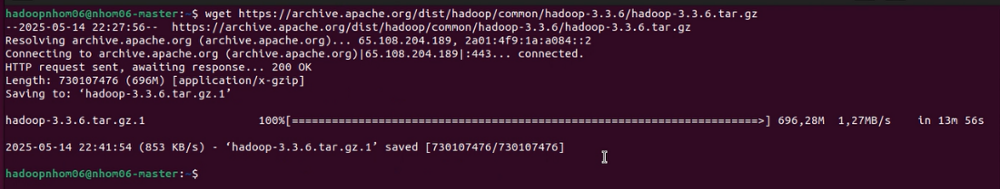 hadoopnhom06@nhom06-master:~$ wget https://archive.apache.org/dist/hadoop/common/hadoop-3.3.6/hadoop-3.3.6.tar.gz
--2025-05-14 22:27:56--  https://archive.apache.org/dist/hadoop/common/hadoop-3.3.6/hadoop-3.3.6.tar.gz
Resolving archive.apache.org (archive.apache.org)... 65.108.204.189, 2a01:4f9:1a:a084::2
Connecting to archive.apache.org (archive.apache.org)|65.108.204.189|:443... connected.
HTTP request sent, awaiting response... 200 OK
Length: 730107476 (696M) [application/x-gzip]
Saving to: ‘hadoop-3.3.6.tar.gz.1’
hadoop-3.3.6.tar.gz.1 100%[======================================================================>] 696,28M 1,27MB/s in 13m 56s
2025-05-14 22:41:54 (853 KB/s) - ‘hadoop-3.3.6.tar.gz.1’ saved [730107476/730107476]
hadoopnhom06@nhom06-master:~$